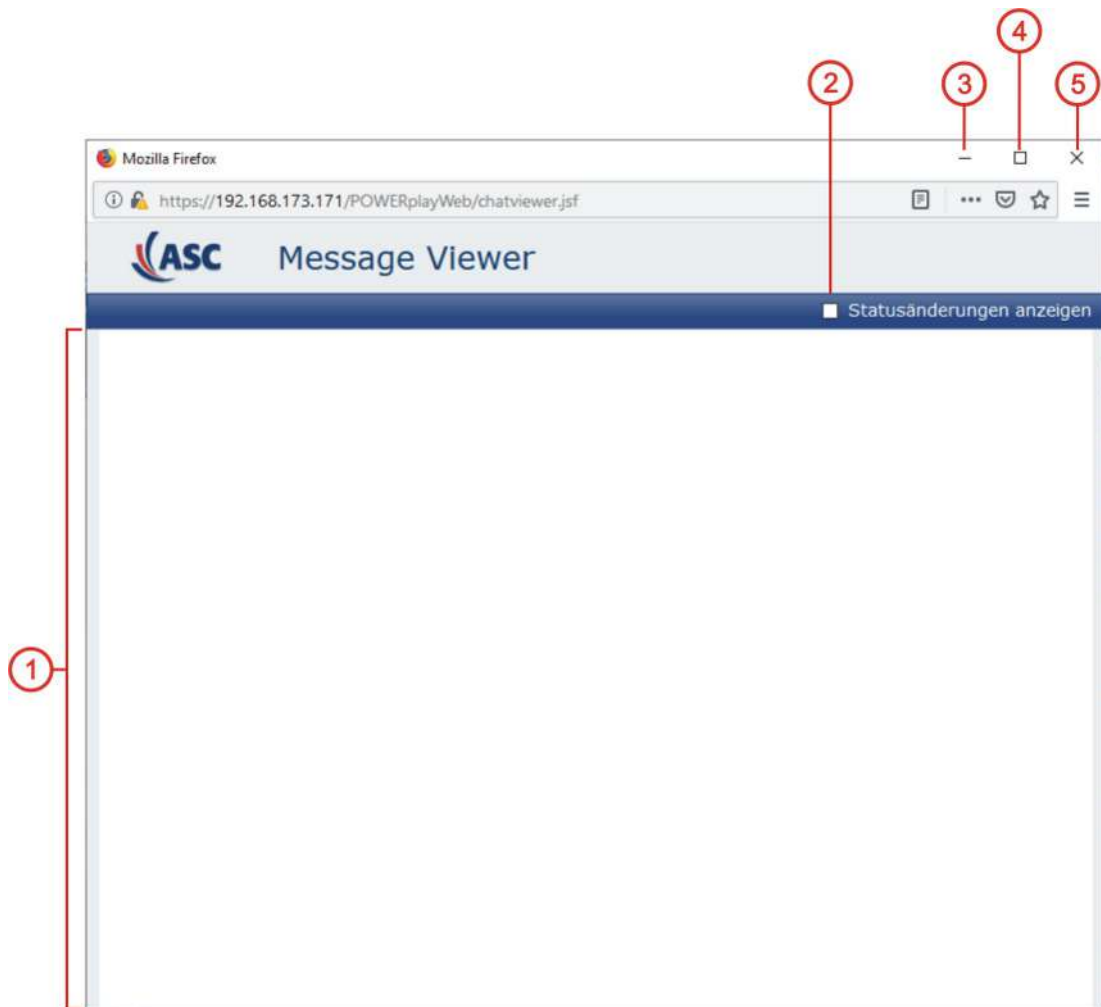 4
2
3
5
Mozilla Firefox
https://192.168.173.171/POWERplayWeb/chatviewer.jsf
ASC Message Viewer
Statusänderungen anzeigen
1